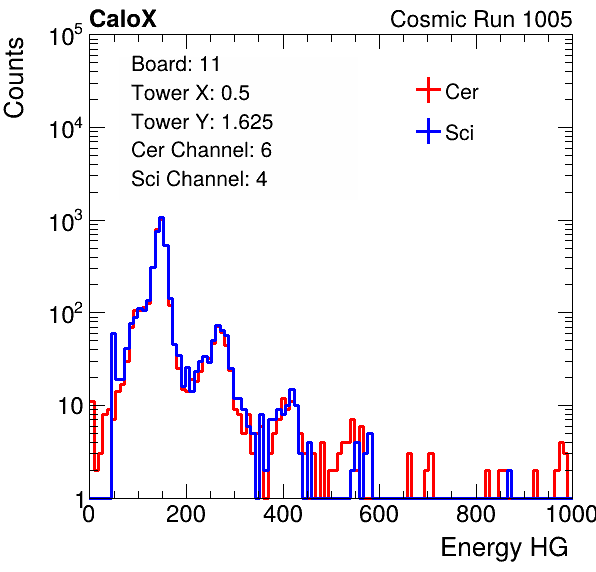 CaloX Cosmic Run 1005
Counts
Board: 11
Tower X: 0.5
Tower Y: 1.625
Cer Channel: 6
Sci Channel: 4
Cer
Sci
10^5
10^4
10^3
10^2
10
1
0 200 400 600 800 1000
Energy HG